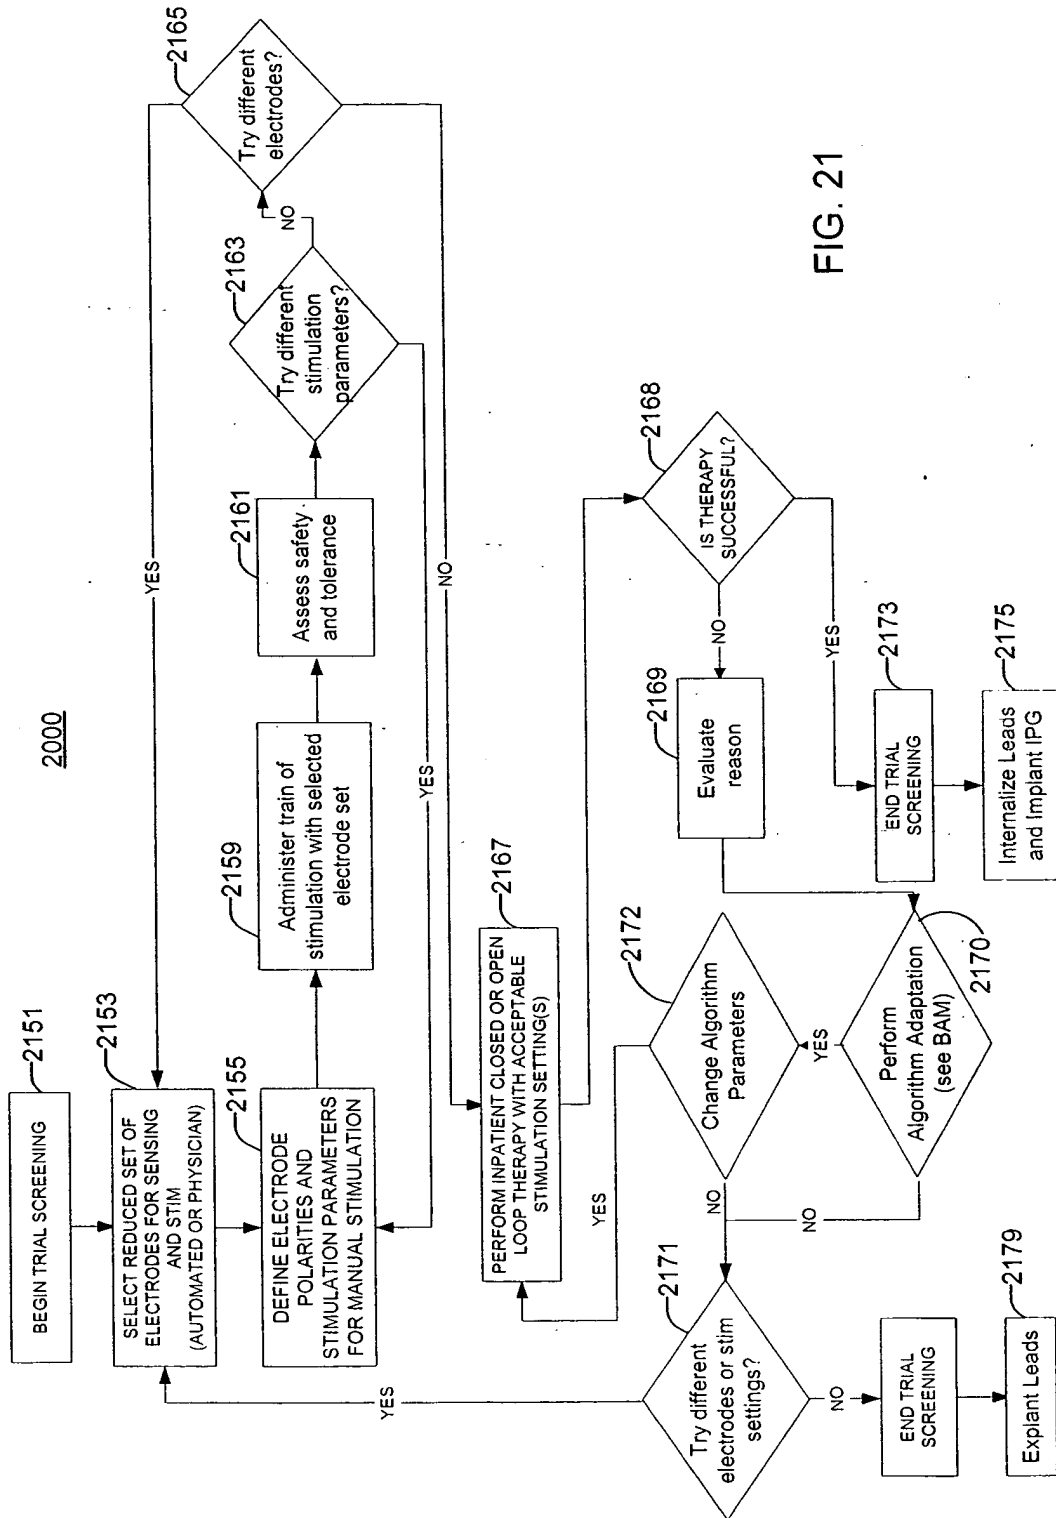 2000
BEGIN TRIAL SCREENING
2151
SELECT REDUCED SET OF
ELECTRODES FOR SENSING
AND STIM
(AUTOMATED OR PHYSICIAN)
2153
DEFINE ELECTRODE
POLARITIES AND
STIMULATION PARAMETERS
FOR MANUAL STIMULATION
2155
Administer train of
stimulation with selected
electrode set
2159
Assess safety
and tolerance
2161
Try different
stimulation
parameters?
2163
NO
YES
Try different
electrodes?
2165
YES
NO
PERFORM INPATIENT CLOSED OR OPEN
LOOP THERAPY WITH ACCEPTABLE
STIMULATION SETTING(S)
2167
IS THERAPY
SUCCESSFUL?
2168
NO
YES
Evaluate
reason
2169
END TRIAL
SCREENING
2173
Internalize Leads
and Implant IPG
2175
Perform
Algorithm Adaptation
(see BAM)
2170
YES
NO
Change Algorithm
Parameters
2172
YES
NO
Try different
electrodes or stim
settings?
2171
YES
NO
END TRIAL
SCREENING
Explant Leads
2179
FIG. 21